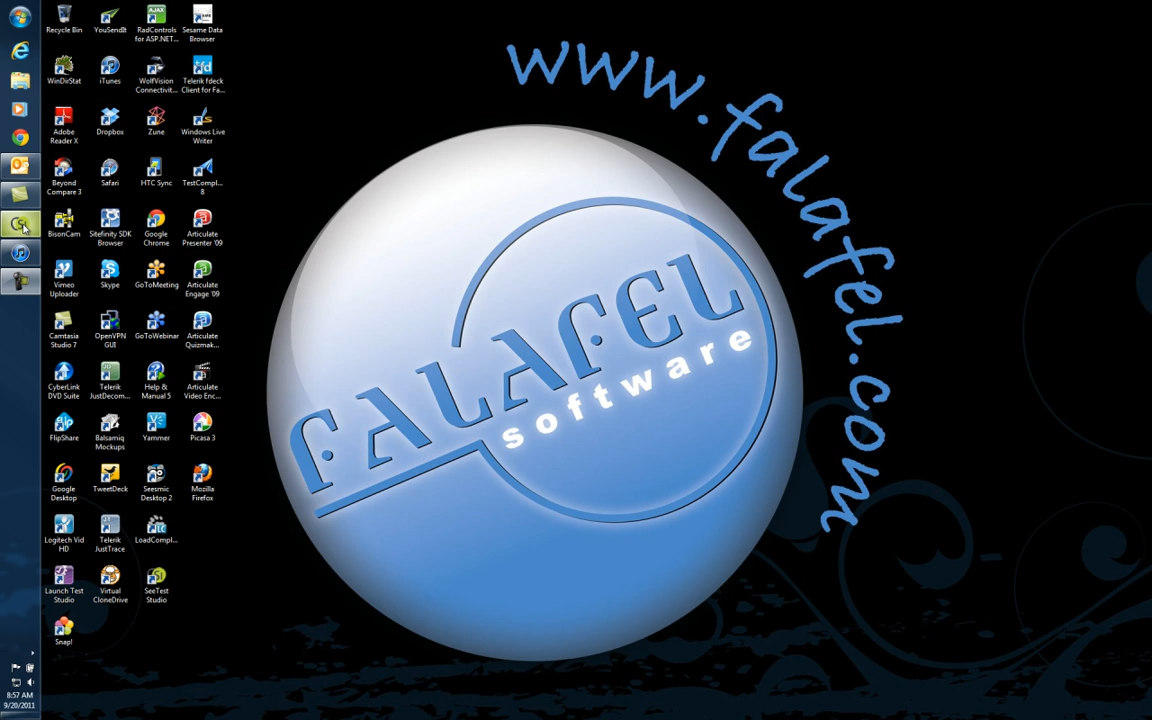 Recycle Bin
YouSendIt
RadControls
for ASP.NET...
Sesame Data
Browser
WinDirStat
iTunes
WolfVision
Connectivit...
Telerik fdeck
Client for Fa...
Adobe
Reader X
Dropbox
Zune
Windows Live
Writer
Beyond
Compare 3
Safari
HTC Sync
TestCompl...
8
BisonCam
Sitefinity SDK
Browser
Google
Chrome
Articulate
Presenter '09
Vimeo
Uploader
Skype
GoToMeeting
Articulate
Engage '09
Camtasia
Studio 7
OpenVPN
GUI
GoToWebinar
Articulate
Quizmak...
CyberLink
DVD Suite
Telerik
JustDecom...
Help &
Manual 5
Articulate
Video Enc...
FlipShare
Balsamiq
Mockups
Yammer
Picasa 3
Google
Desktop
TweetDeck
Seesmic
Desktop 2
Mozilla
Firefox
Logitech Vid
HD
Telerik
JustTrace
LoadCompl...
Launch Test
Studio
Virtual
CloneDrive
SeeTest
Studio
Snap!
8:57 AM
9/20/2011
www.falafel.com
FALAFEL
software